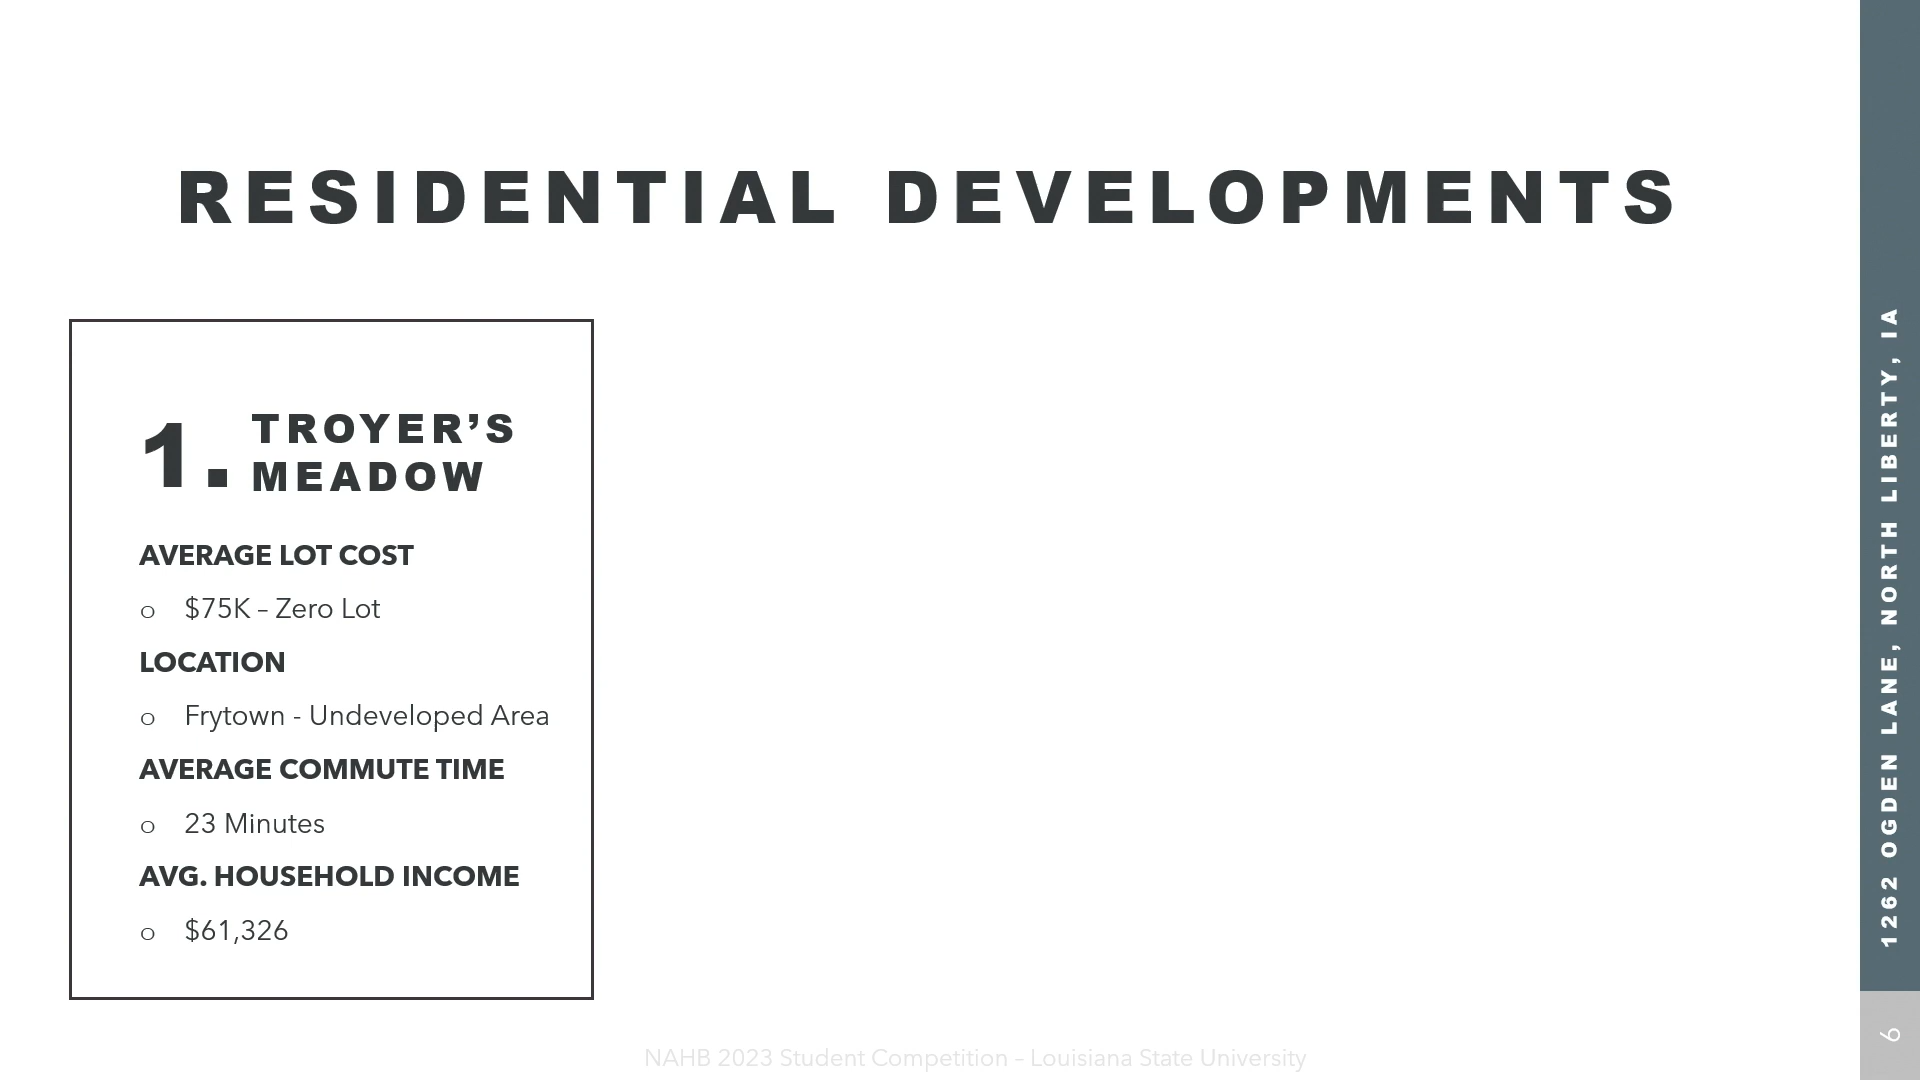 RESIDENTIAL DEVELOPMENTS
1.
TROYER’S
MEADOW
AVERAGE LOT COST
o $75K – Zero Lot
LOCATION
o Frytown - Undeveloped Area
AVERAGE COMMUTE TIME
o 23 Minutes
AVG. HOUSEHOLD INCOME
o $61,326
1262 OGDEN LANE, NORTH LIBERTY, IA
6
NAHB 2023 Student Competition – Louisiana State University